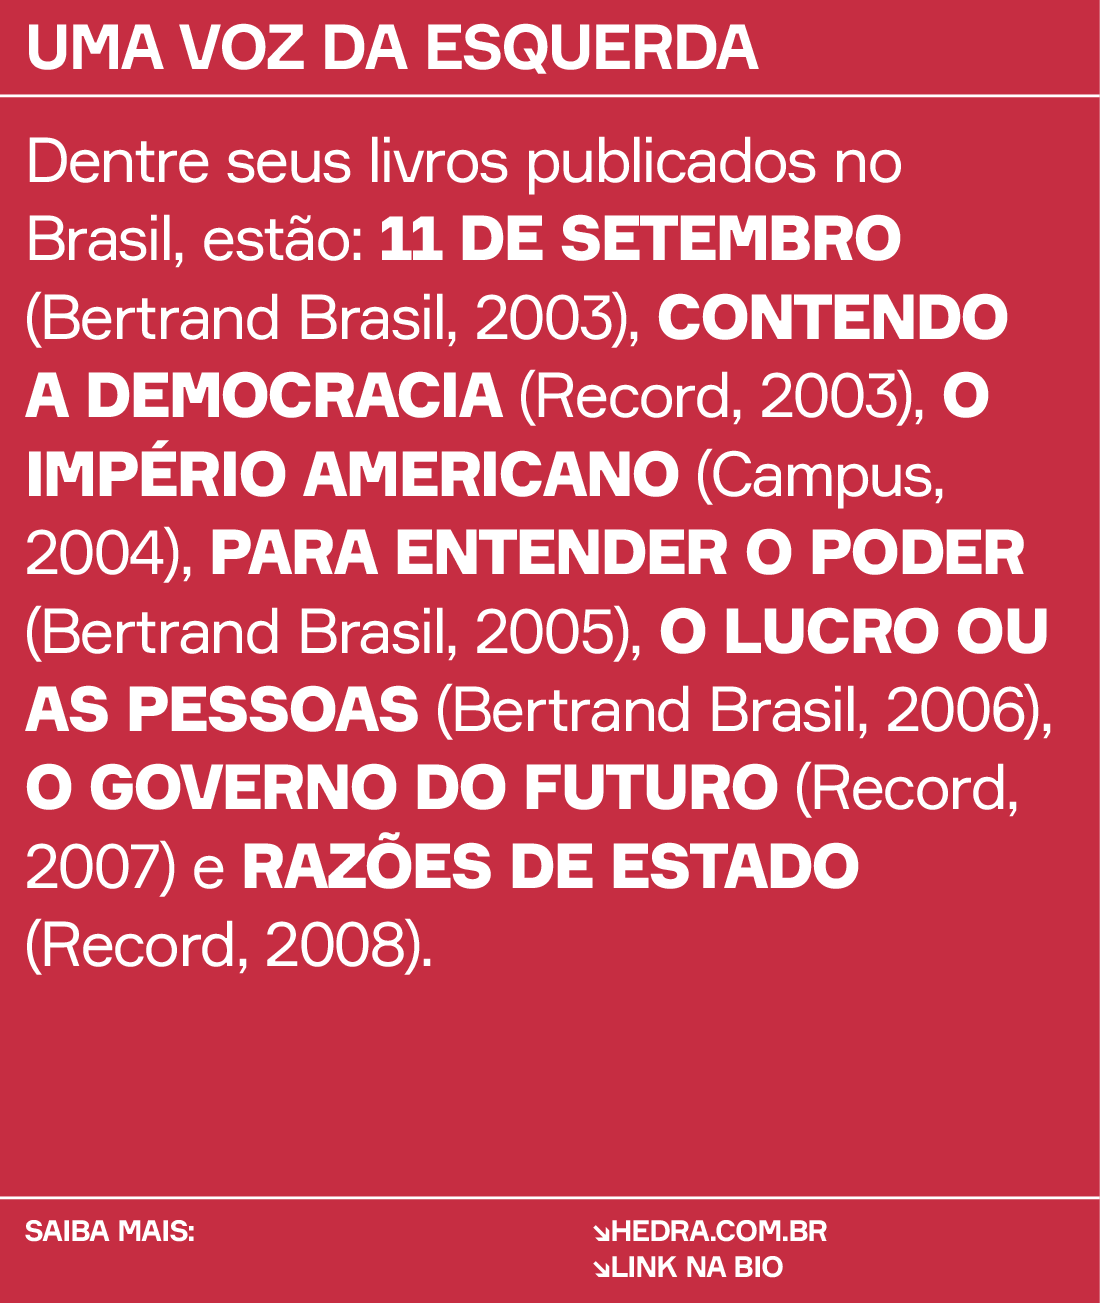 UMA VOZ DA ESQUERDA
Dentre seus livros publicados no
Brasil, estão: 11 DE SETEMBRO
(Bertrand Brasil, 2003), CONTENDO
A DEMOCRACIA (Record, 2003), O
IMPÉRIO AMERICANO (Campus,
2004), PARA ENTENDER O PODER
(Bertrand Brasil, 2005), O LUCRO OU
AS PESSOAS (Bertrand Brasil, 2006),
O GOVERNO DO FUTURO (Record,
2007) e RAZÕES DE ESTADO
(Record, 2008).
SAIBA MAIS:
↘HEDRA.COM.BR
↘LINK NA BIO